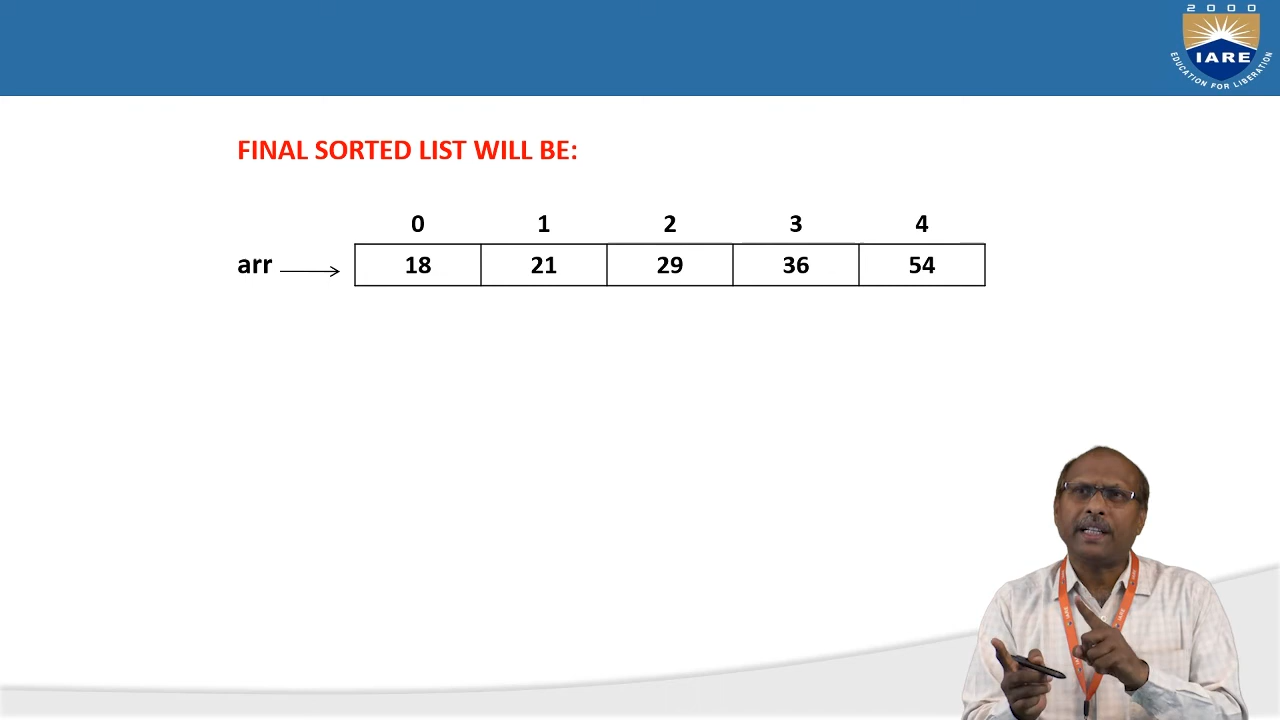 2000
IARE
EDUCATION FOR LIBERATION
FINAL SORTED LIST WILL BE:
0 1 2 3 4
arr 18 21 29 36 54